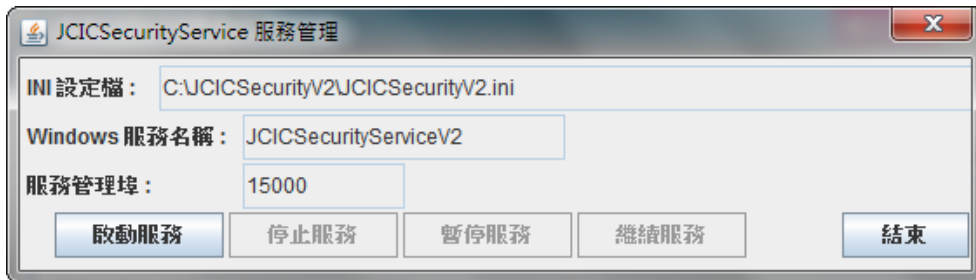 JCICSecurityService 服務管理
INI 設定檔： C:\JCICSecurityV2\JCICSecurityV2.ini
Windows 服務名稱： JCICSecurityServiceV2
服務管理埠： 15000
啟動服務 停止服務 暫停服務 繼續服務 結束